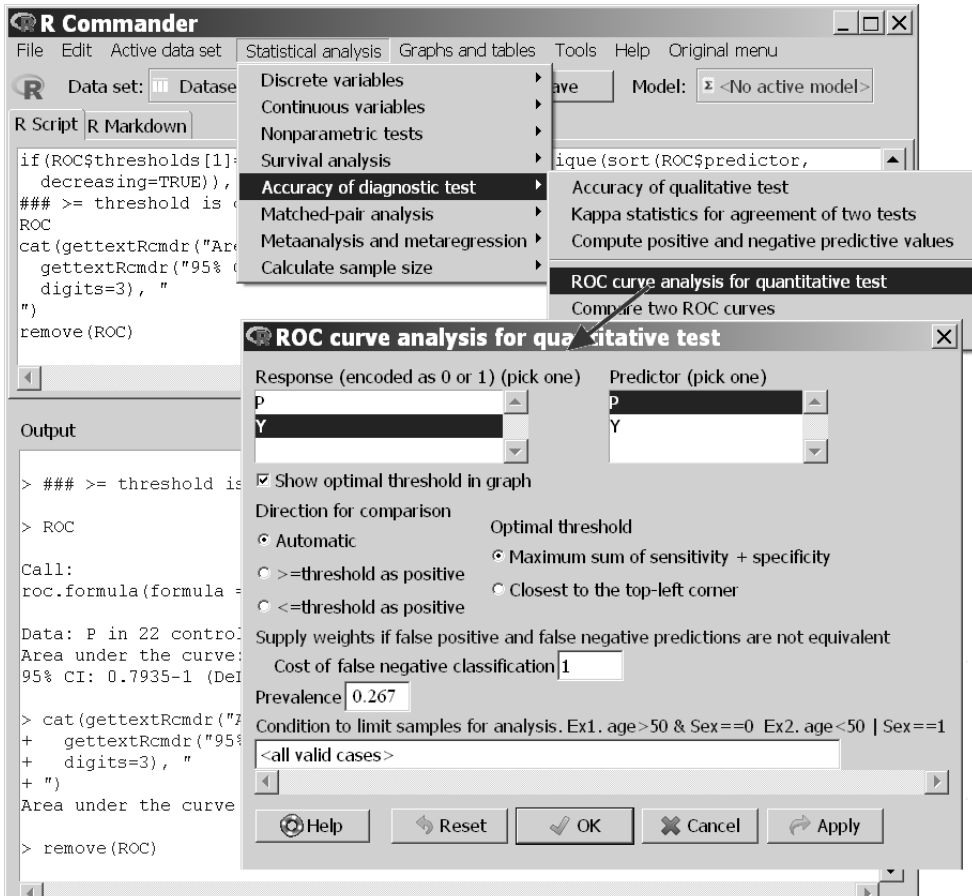 R Commander
File Edit Active data set Statistical analysis Graphs and tables Tools Help Original menu
Data set: Datase ave Model: Σ <No active model>
R Script R Markdown
Discrete variables
Continuous variables
Nonparametric tests
Survival analysis
Accuracy of diagnostic test
Matched-pair analysis
Metaanalysis and metaregression
Calculate sample size
Accuracy of qualitative test
Kappa statistics for agreement of two tests
Compute positive and negative predictive values
ROC curve analysis for quantitative test
Compare two ROC curves
if(ROC$thresholds[1]= ique(sort(ROC$predictor,
decreasing=TRUE)),
### >= threshold is
ROC
cat(gettextRcmdr("Are
gettextRcmdr("95%
digits=3), "
")
remove(ROC)
ROC curve analysis for quantitative test
Response (encoded as 0 or 1) (pick one) Predictor (pick one)
P P
Y Y
Show optimal threshold in graph
Direction for comparison
Automatic
>=threshold as positive
<=threshold as positive
Optimal threshold
Maximum sum of sensitivity + specificity
Closest to the top-left corner
Supply weights if false positive and false negative predictions are not equivalent
Cost of false negative classification 1
Prevalence 0.267
Condition to limit samples for analysis. Ex1. age>50 & Sex==0 Ex2. age<50 | Sex==1
<all valid cases>
Help Reset OK Cancel Apply
Output
> ### >= threshold is
> ROC
Call:
roc.formula(formula =
Data: P in 22 control
Area under the curve:
95% CI: 0.7935-1 (DeL
> cat(gettextRcmdr("A
+ gettextRcmdr("95%
+ digits=3), "
+ ")
Area under the curve
> remove(ROC)